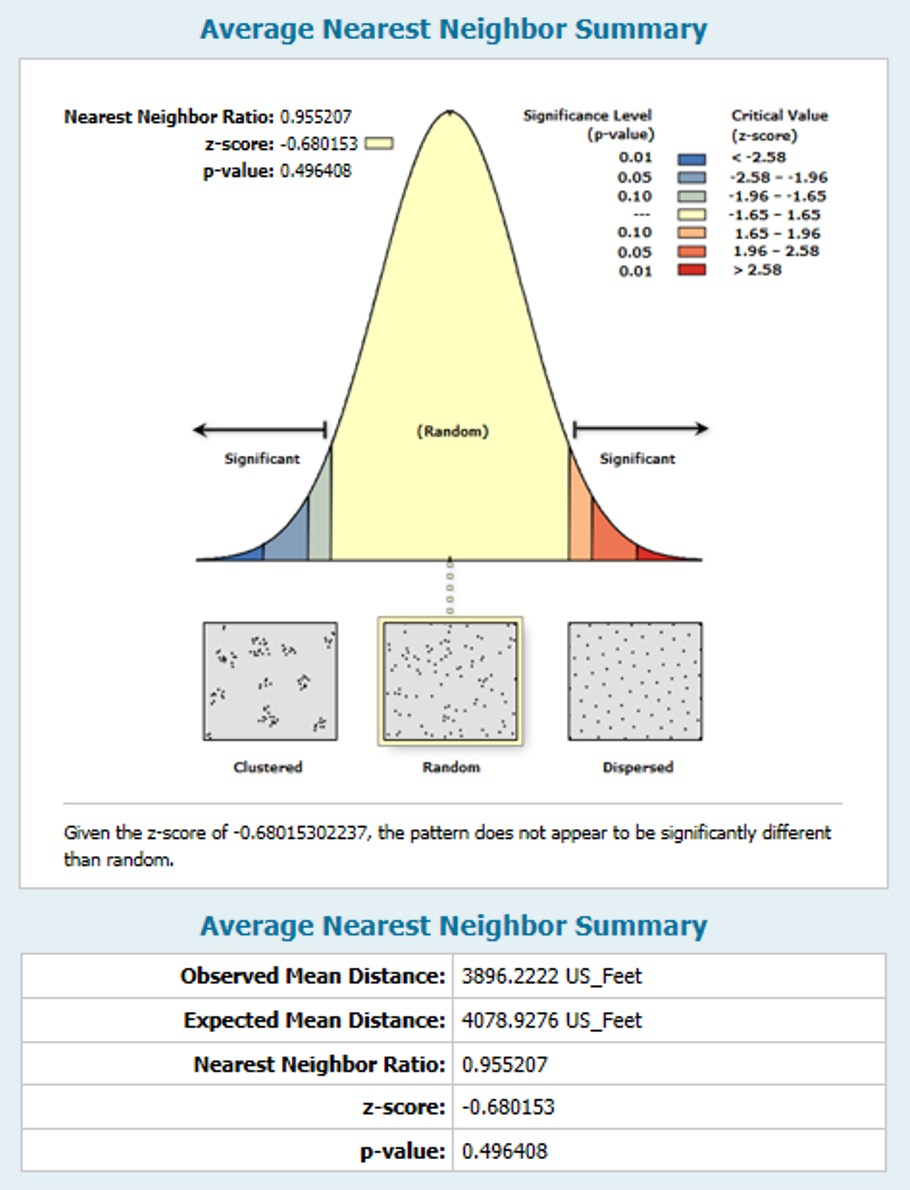 Average Nearest Neighbor Summary
Nearest Neighbor Ratio: 0.955207
z-score: -0.680153
p-value: 0.496408
Significance Level (p-value)
Critical Value (z-score)
0.01 < -2.58
0.05 -2.58 – -1.96
0.10 -1.96 – -1.65
--- -1.65 – 1.65
0.10 1.65 – 1.96
0.05 1.96 – 2.58
0.01 > 2.58
(Random)
Significant
Significant
Clustered
Random
Dispersed
Given the z-score of -0.68015302237, the pattern does not appear to be significantly different
than random.
Average Nearest Neighbor Summary
Observed Mean Distance: 3896.2222 US_Feet
Expected Mean Distance: 4078.9276 US_Feet
Nearest Neighbor Ratio: 0.955207
z-score: -0.680153
p-value: 0.496408